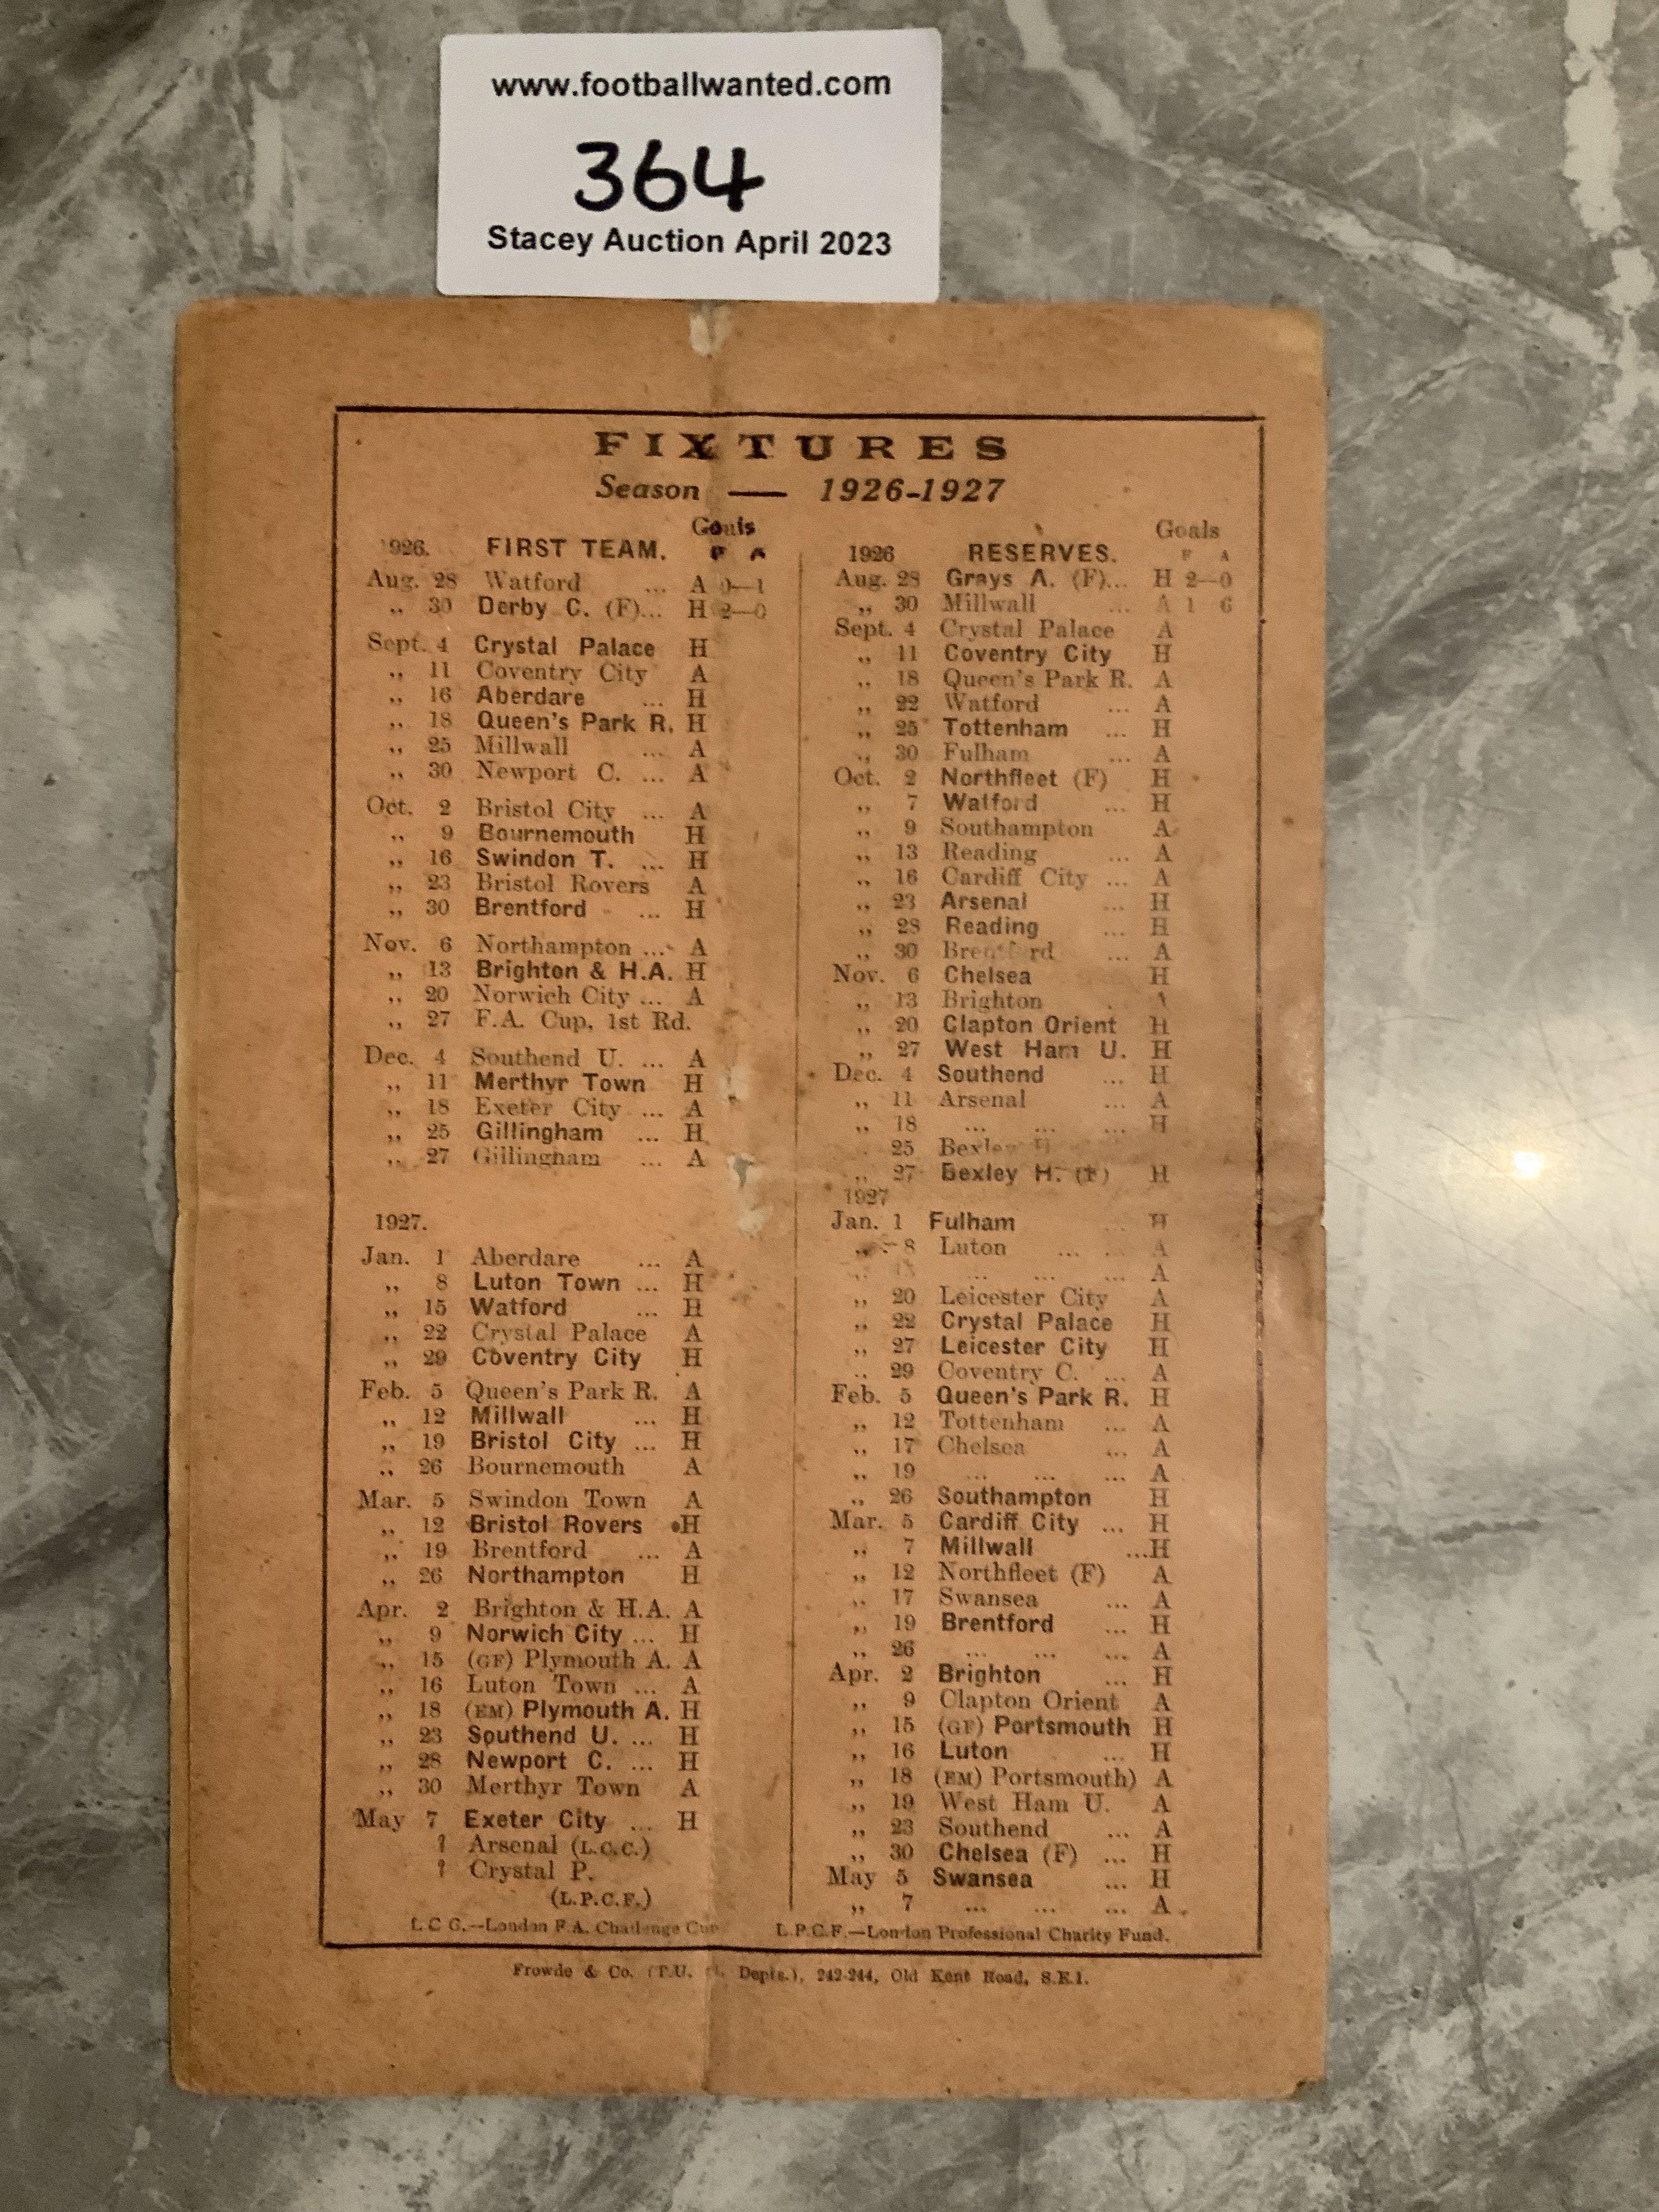 www.footballwanted.com
364
Stacey Auction April 2023
FIXTURES
Season — 1926-1927
Goals
1926. FIRST TEAM. F A
Aug. 28 Watford ... A 0—1
,, 30 Derby C. (F)... H 2—0
Sept. 4 Crystal Palace H
,, 11 Coventry City A
,, 16 Aberdare ... H
,, 18 Queen's Park R. H
,, 25 Millwall ... A
,, 30 Newport C. ... A
Oct. 2 Bristol City ... A
,, 9 Bournemouth H
,, 16 Swindon T. ... H
,, 23 Bristol Rovers A
,, 30 Brentford ... H
Nov. 6 Northampton ... A
,, 13 Brighton & H.A. H
,, 20 Norwich City ... A
,, 27 F.A. Cup, 1st Rd.
Dec. 4 Southend U. ... A
,, 11 Merthyr Town H
,, 18 Exeter City ... A
,, 25 Gillingham ... H
,, 27 Gillingham ... A
1927.
Jan. 1 Aberdare ... A
,, 8 Luton Town ... H
,, 15 Watford ... H
,, 22 Crystal Palace A
,, 29 Coventry City H
Feb. 5 Queen's Park R. A
,, 12 Millwall ... H
,, 19 Bristol City ... H
,, 26 Bournemouth A
Mar. 5 Swindon Town A
,, 12 Bristol Rovers H
,, 19 Brentford ... A
,, 26 Northampton H
Apr. 2 Brighton & H.A. A
,, 9 Norwich City ... H
,, 15 (GF) Plymouth A. A
,, 16 Luton Town ... A
,, 18 (EM) Plymouth A. H
,, 23 Southend U. ... H
,, 28 Newport C. ... H
,, 30 Merthyr Town A
May 7 Exeter City ... H
? Arsenal (L.C.C.)
? Crystal P.
(L.P.C.F.)
Goals
1926 RESERVES. F A
Aug. 28 Grays A. (F)... H 2—0
,, 30 Millwall ... A 1 6
Sept. 4 Crystal Palace A
,, 11 Coventry City H
,, 18 Queen's Park R. A
,, 22 Watford ... A
,, 25 Tottenham ... H
,, 30 Fulham ... A
Oct. 2 Northfleet (F) H
,, 7 Watford ... H
,, 9 Southampton A
,, 13 Reading ... A
,, 16 Cardiff City ... A
,, 23 Arsenal ... H
,, 28 Reading ... H
,, 30 Brentford ... A
Nov. 6 Chelsea H
,, 13 Brighton . A
,, 20 Clapton Orient H
,, 27 West Ham U. H
Dec. 4 Southend ... H
,, 11 Arsenal ... A
,, 18 ... ... ... H
25 Bexley H
,, 27 Bexley H. (F) H
1927
Jan. 1 Fulham ... H
,, 8 Luton ... ... A
,, ... ... ... A
,, 20 Leicester City A
,, 22 Crystal Palace H
,, 27 Leicester City H
,, 29 Coventry C. ... A
Feb. 5 Queen's Park R. H
,, 12 Tottenham ... A
,, 17 Chelsea ... A
,, 19 ... ... ... A
,, 26 Southampton H
Mar. 5 Cardiff City ... H
,, 7 Millwall ...H
,, 12 Northfleet (F) A
,, 17 Swansea ... A
,, 19 Brentford ... H
,, 26 ... ... ... A
Apr. 2 Brighton ... H
,, 9 Clapton Orient A
,, 15 (GF) Portsmouth H
,, 16 Luton ... H
,, 18 (EM) Portsmouth) A
,, 19 West Ham U. A
,, 23 Southend ... A
,, 30 Chelsea (F) ... H
May 5 Swansea ... H
,, 7 ... ... ... A
L.C.C.--London F.A. Challenge Cup L.P.C.F.—London Professional Charity Fund.
Frowde & Co. (T.U. Depts.), 242-244, Old Kent Road, S.E.1.